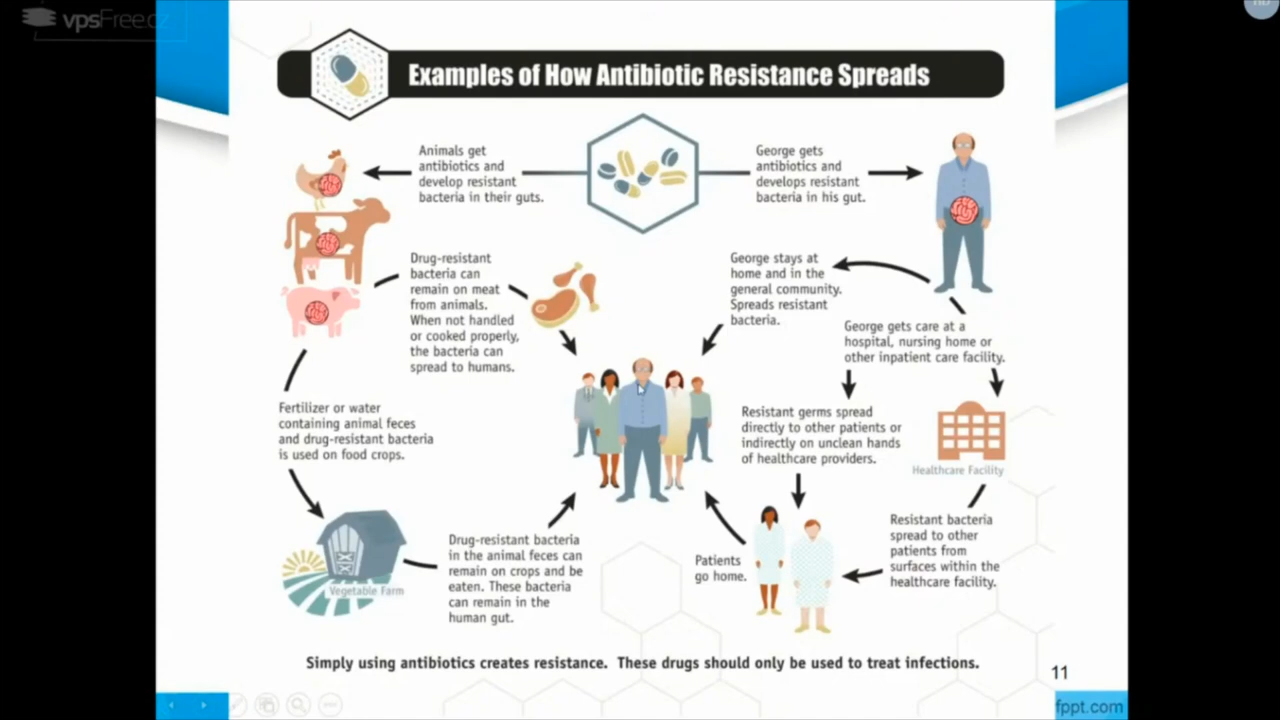 vpsFree.cz
HD
Examples of How Antibiotic Resistance Spreads
Animals get
antibiotics and
develop resistant
bacteria in their guts.
George gets
antibiotics and
develops resistant
bacteria in his gut.
Drug-resistant
bacteria can
remain on meat
from animals.
When not handled
or cooked properly,
the bacteria can
spread to humans.
George stays at
home and in the
general community.
Spreads resistant
bacteria.
George gets care at a
hospital, nursing home or
other inpatient care facility.
Fertilizer or water
containing animal feces
and drug-resistant bacteria
is used on food crops.
Resistant germs spread
directly to other patients or
indirectly on unclean hands
of healthcare providers.
Healthcare Facility
Vegetable Farm
Drug-resistant bacteria
in the animal feces can
remain on crops and be
eaten. These bacteria
can remain in the
human gut.
Patients
go home.
Resistant bacteria
spread to other
patients from
surfaces within the
healthcare facility.
Simply using antibiotics creates resistance. These drugs should only be used to treat infections.
11
fppt.com